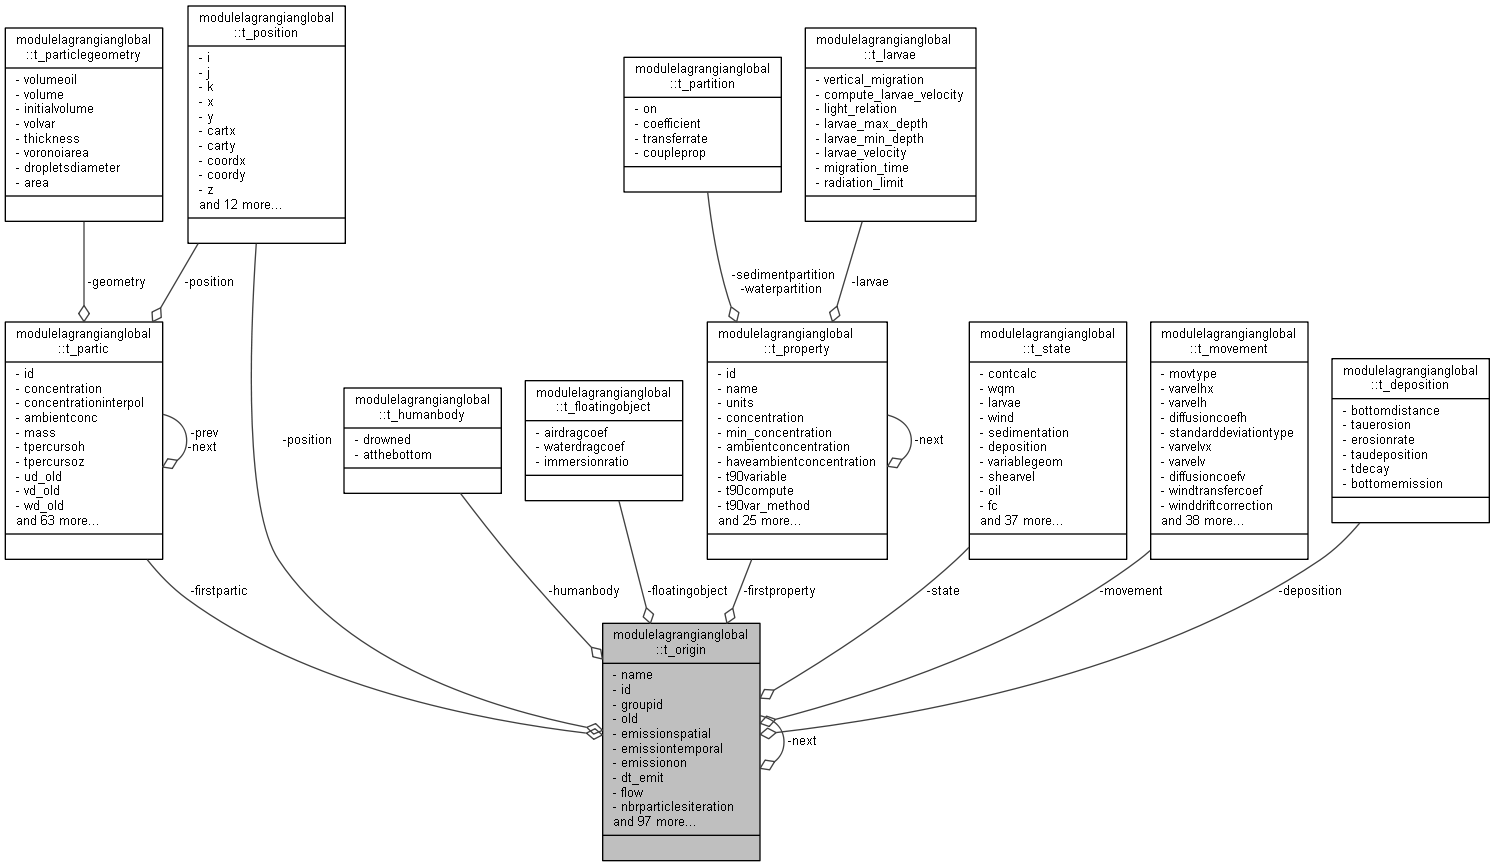 modulelagrangianglobal
::t_particlegeometry
- volumeoil
- volume
- initialvolume
- volvar
- thickness
- voronoiarea
- dropletsdiameter
- area
modulelagrangianglobal
::t_position
- i
- j
- k
- x
- y
- cartx
- carty
- coordx
- coordy
- z
and 12 more...
modulelagrangianglobal
::t_partition
- on
- coefficient
- transferrate
- coupleprop
modulelagrangianglobal
::t_larvae
- vertical_migration
- compute_larvae_velocity
- light_relation
- larvae_max_depth
- larvae_min_depth
- larvae_velocity
- migration_time
- radiation_limit
-geometry
-position
-sedimentpartition
-waterpartition
-larvae
modulelagrangianglobal
::t_partic
- id
- concentration
- concentrationinterpol
- ambientconc
- mass
- tpercursoh
- tpercursoz
- ud_old
- vd_old
- wd_old
and 63 more...
-prev
-next
-position
modulelagrangianglobal
::t_humanbody
- drowned
- atthebottom
modulelagrangianglobal
::t_floatingobject
- airdragcoef
- waterdragcoef
- immersionratio
modulelagrangianglobal
::t_property
- id
- name
- units
- concentration
- min_concentration
- ambientconcentration
- haveambientconcentration
- t90variable
- t90compute
- t90var_method
and 25 more...
-next
modulelagrangianglobal
::t_state
- contcalc
- wqm
- larvae
- wind
- sedimentation
- deposition
- variablegeom
- shearvel
- oil
- fc
and 37 more...
modulelagrangianglobal
::t_movement
- movtype
- varvelhx
- varvelh
- diffusioncoefh
- standarddeviationtype
- varvelvx
- varvelv
- diffusioncoefv
- windtransfercoef
- winddriftcorrection
and 38 more...
modulelagrangianglobal
::t_deposition
- bottomdistance
- tauerosion
- erosionrate
- taudeposition
- tdecay
- bottomemission
-firstpartic
-humanbody
-floatingobject
-firstproperty
-state
-movement
-deposition
modulelagrangianglobal
::t_origin
- name
- id
- groupid
- old
- emissionspatial
- emissiontemporal
- emissionon
- dt_emit
- flow
- nbrparticlesiteration
and 97 more...
-next